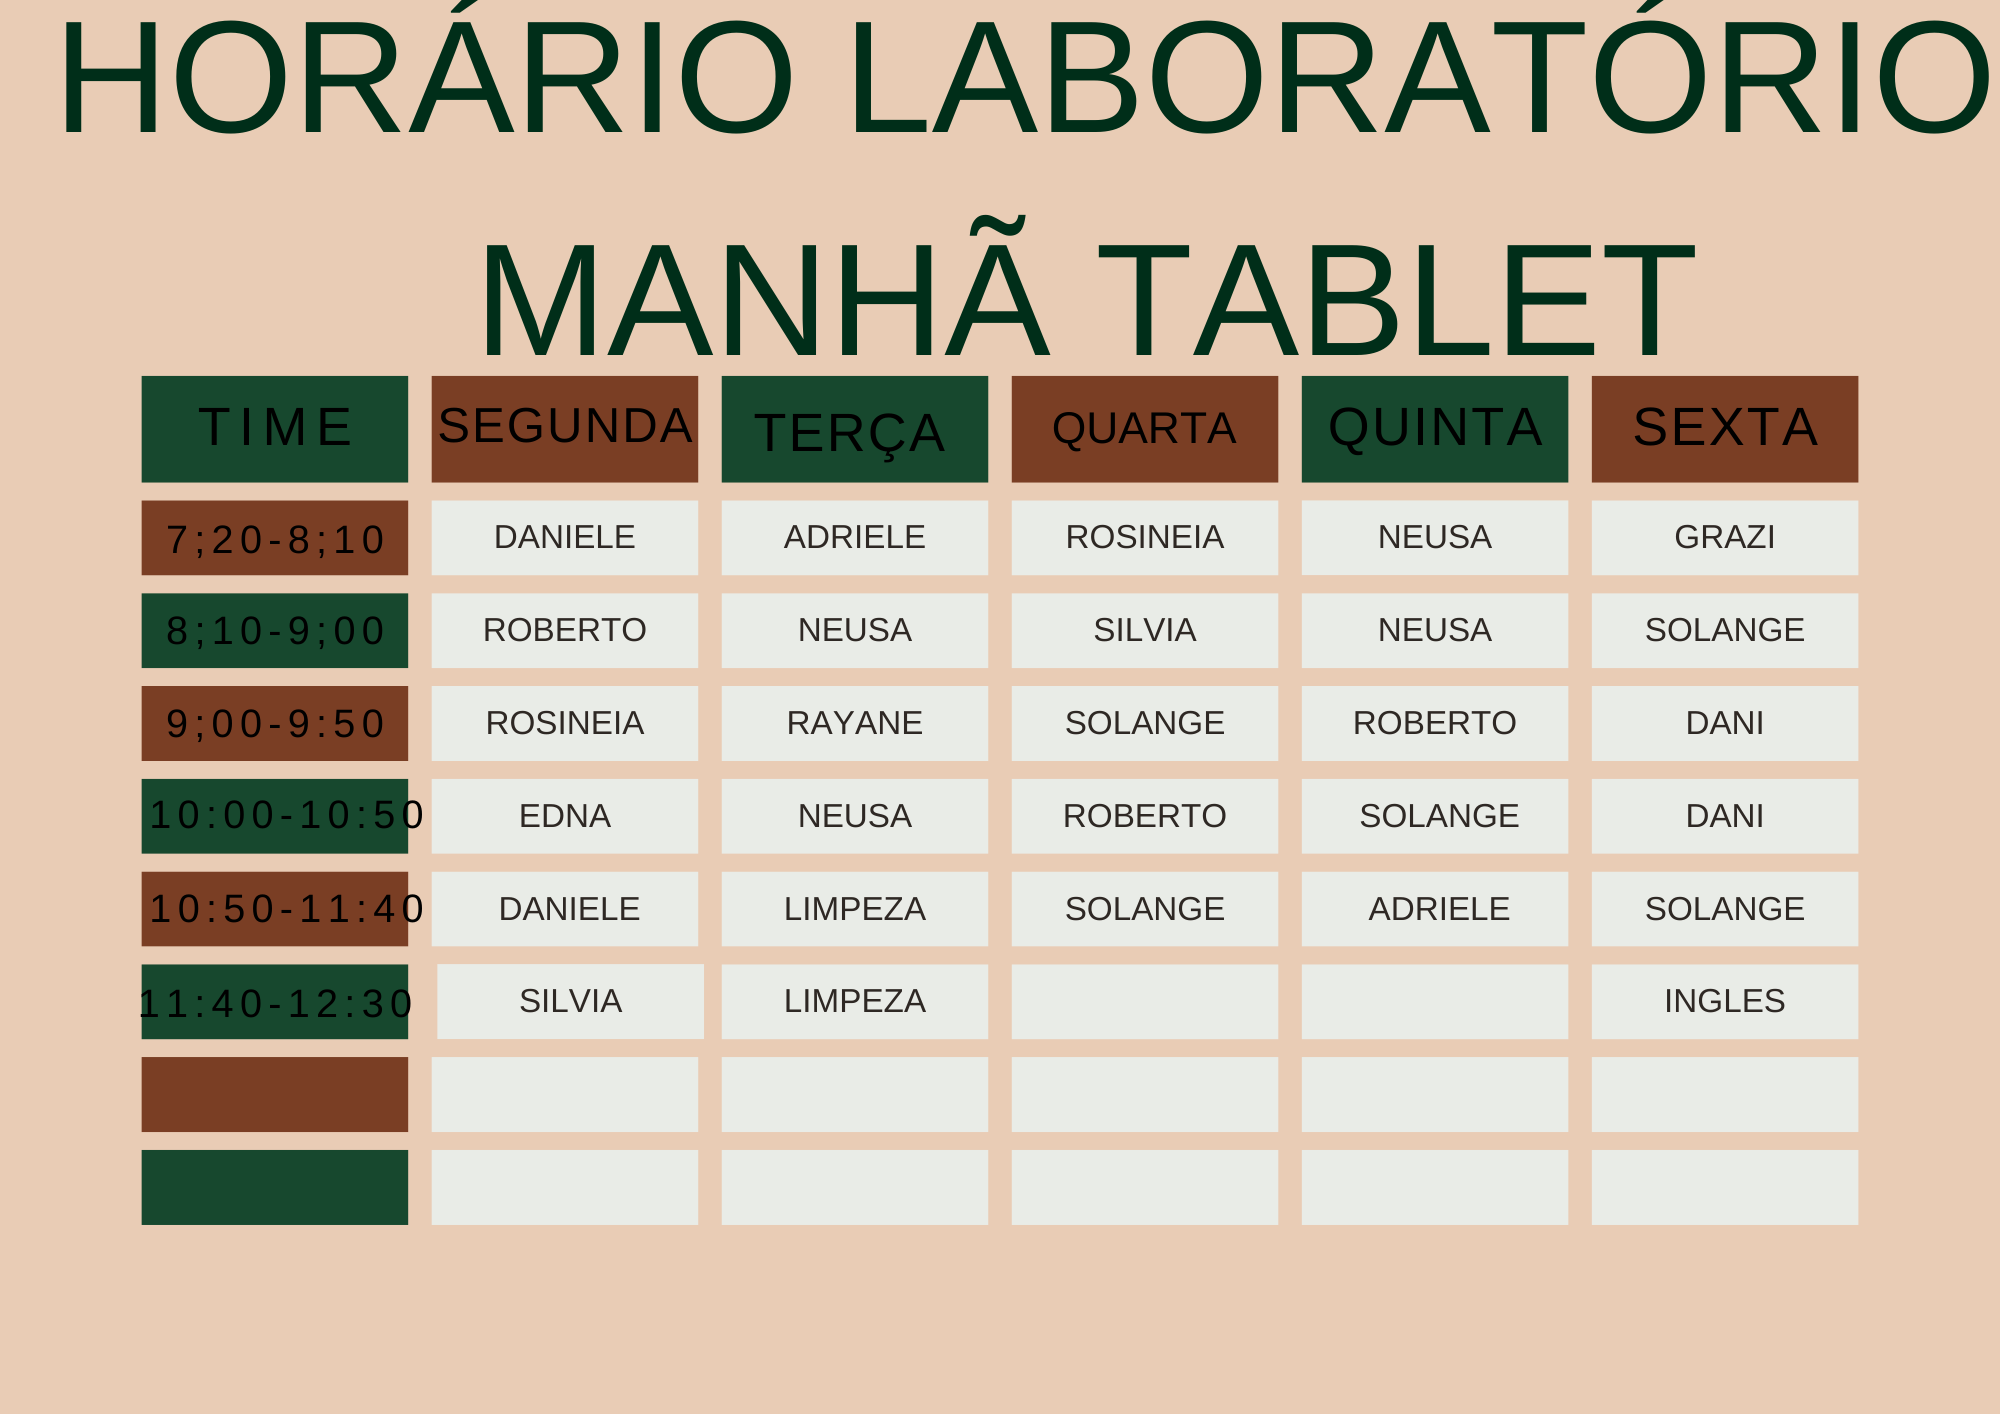 HORÁRIO LABORATÓRIO
MANHÃ TABLET
TIME SEGUNDA TERÇA QUARTA QUINTA SEXTA
7;20-8;10 DANIELE ADRIELE ROSINEIA NEUSA GRAZI
8;10-9;00 ROBERTO NEUSA SILVIA NEUSA SOLANGE
9;00-9:50 ROSINEIA RAYANE SOLANGE ROBERTO DANI
10:00-10:50 EDNA NEUSA ROBERTO SOLANGE DANI
10:50-11:40 DANIELE LIMPEZA SOLANGE ADRIELE SOLANGE
11:40-12:30 SILVIA LIMPEZA INGLES